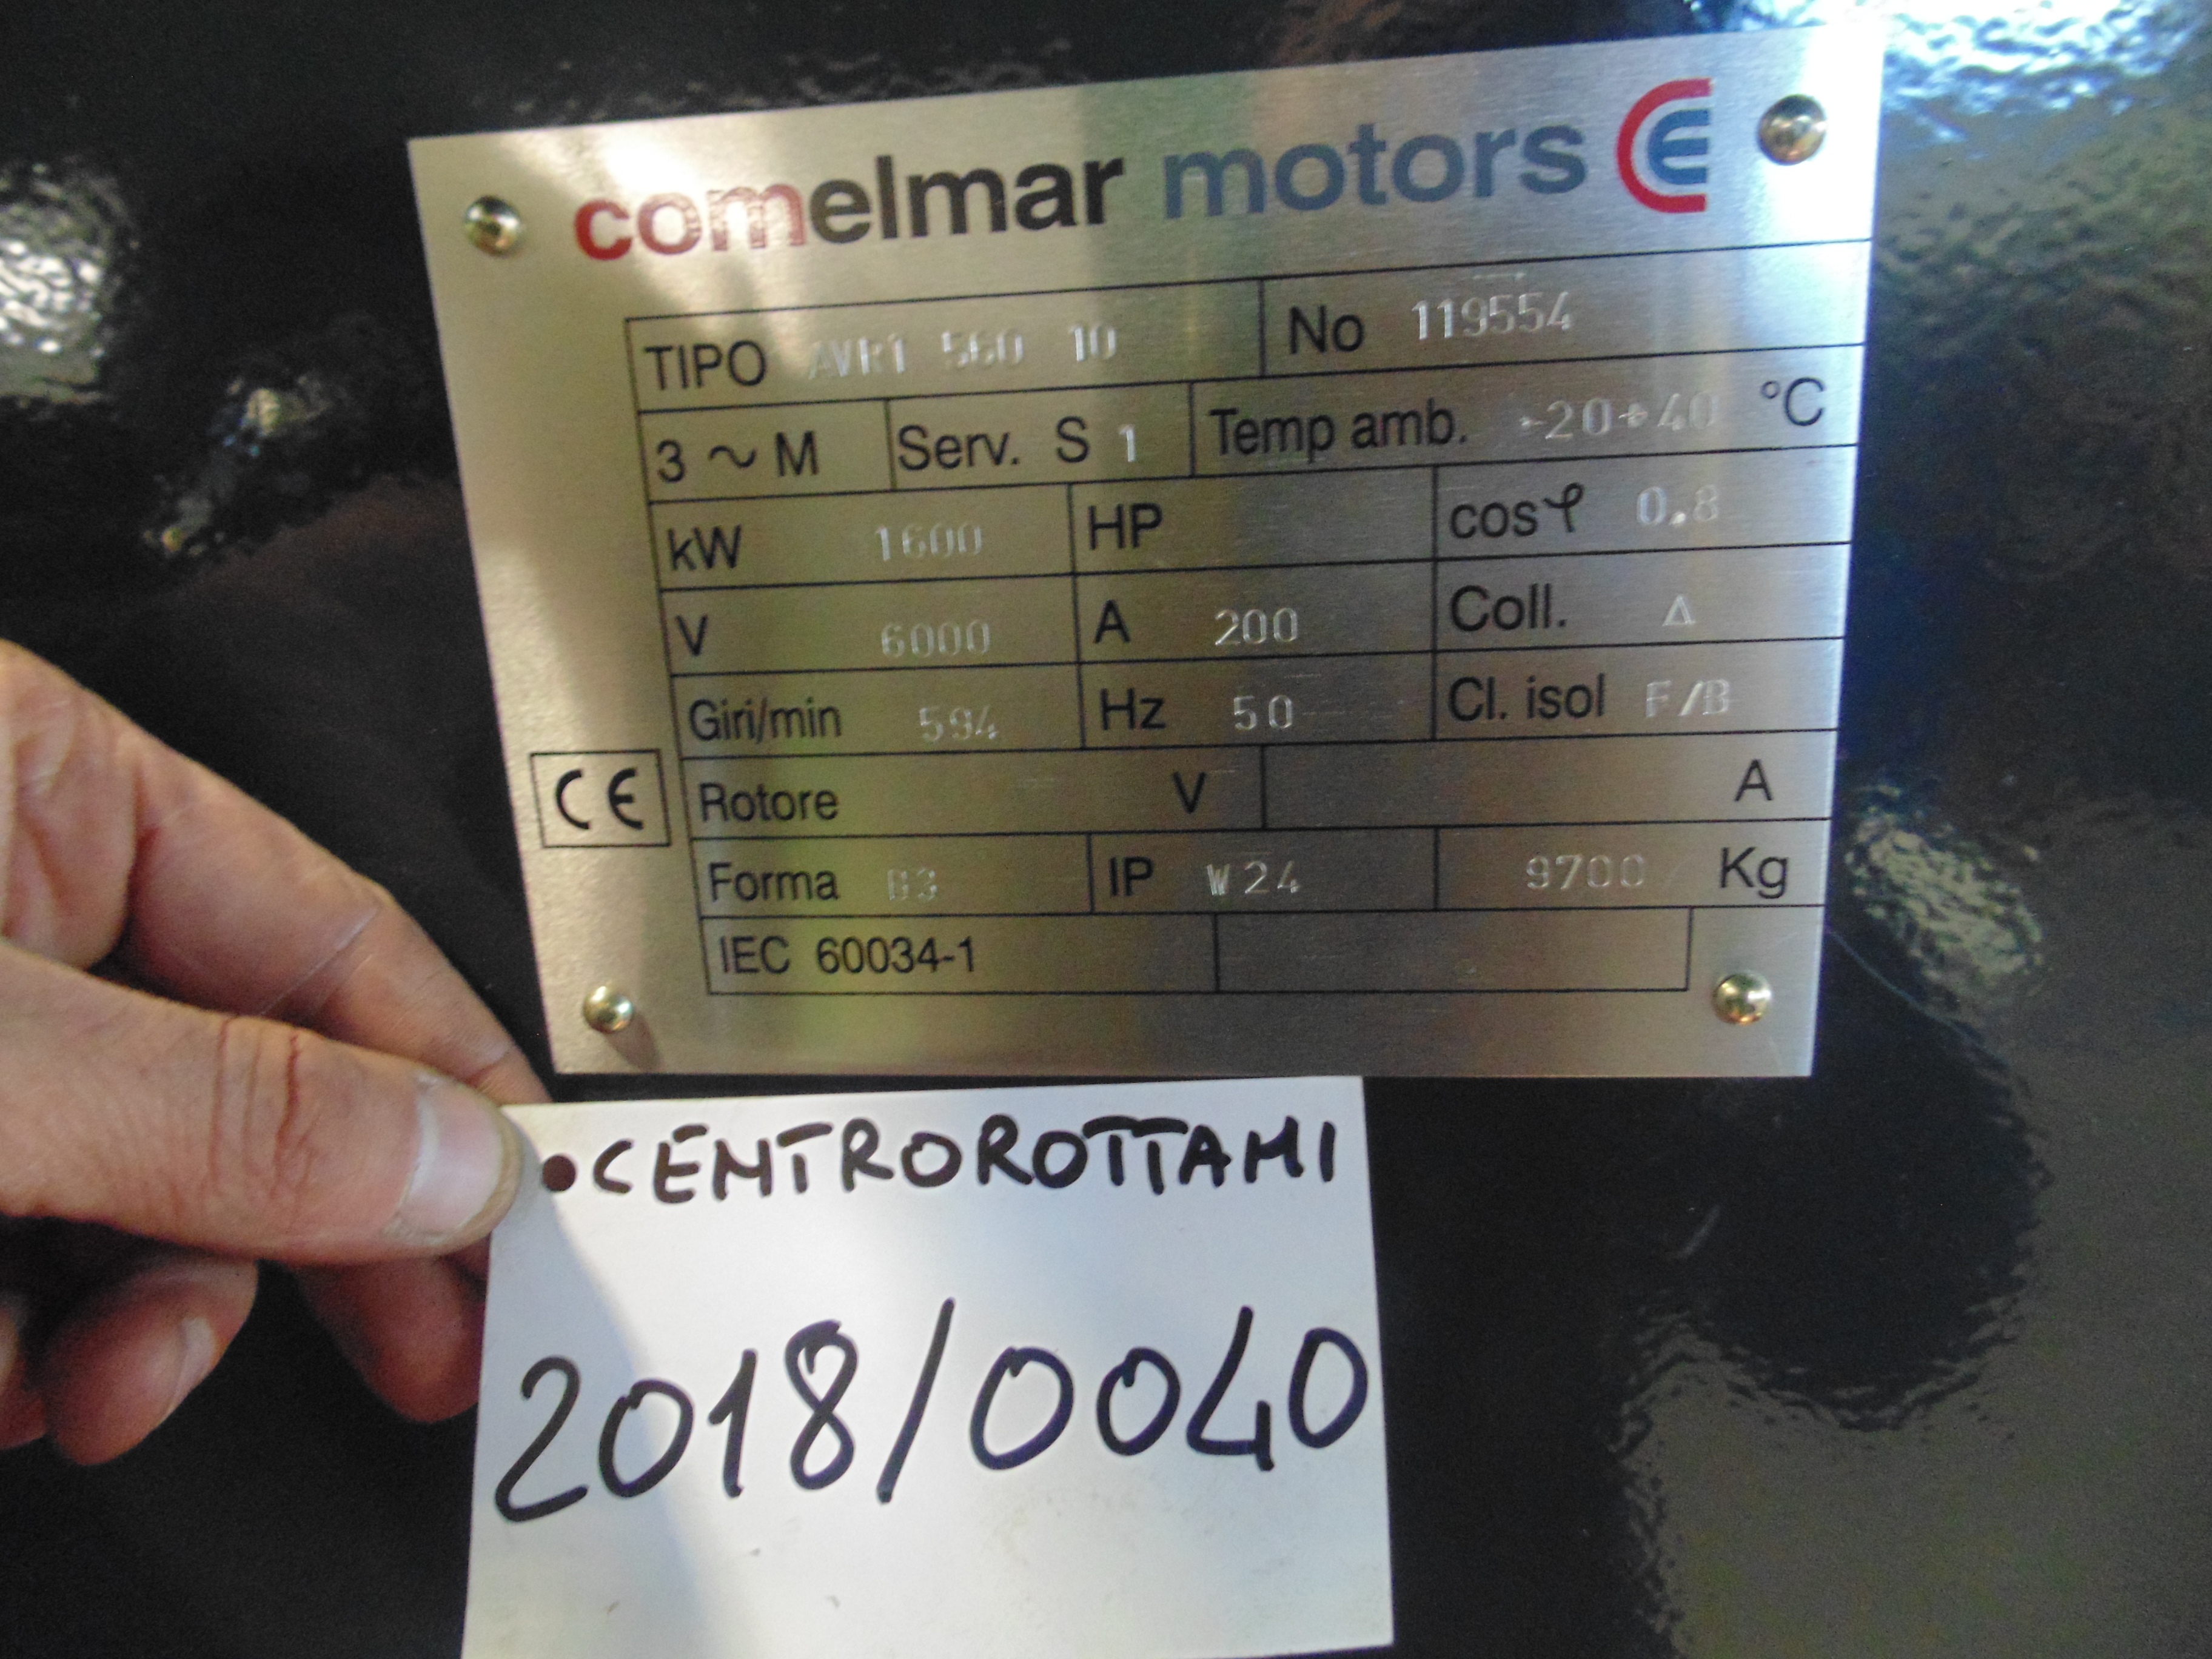 comelmar motors CE
TIPO AVR1 560 10 No 119554
3 ~ M Serv. S 1 Temp amb. -20+40 °C
kW 1600 HP cosφ 0.8
V 6000 A 200 Coll. Δ
Giri/min 594 Hz 50 Cl. isol F/B
CE Rotore V A
Forma B3 IP W24 9700 Kg
IEC 60034-1
•CENTROROTTAMI
2018/0040